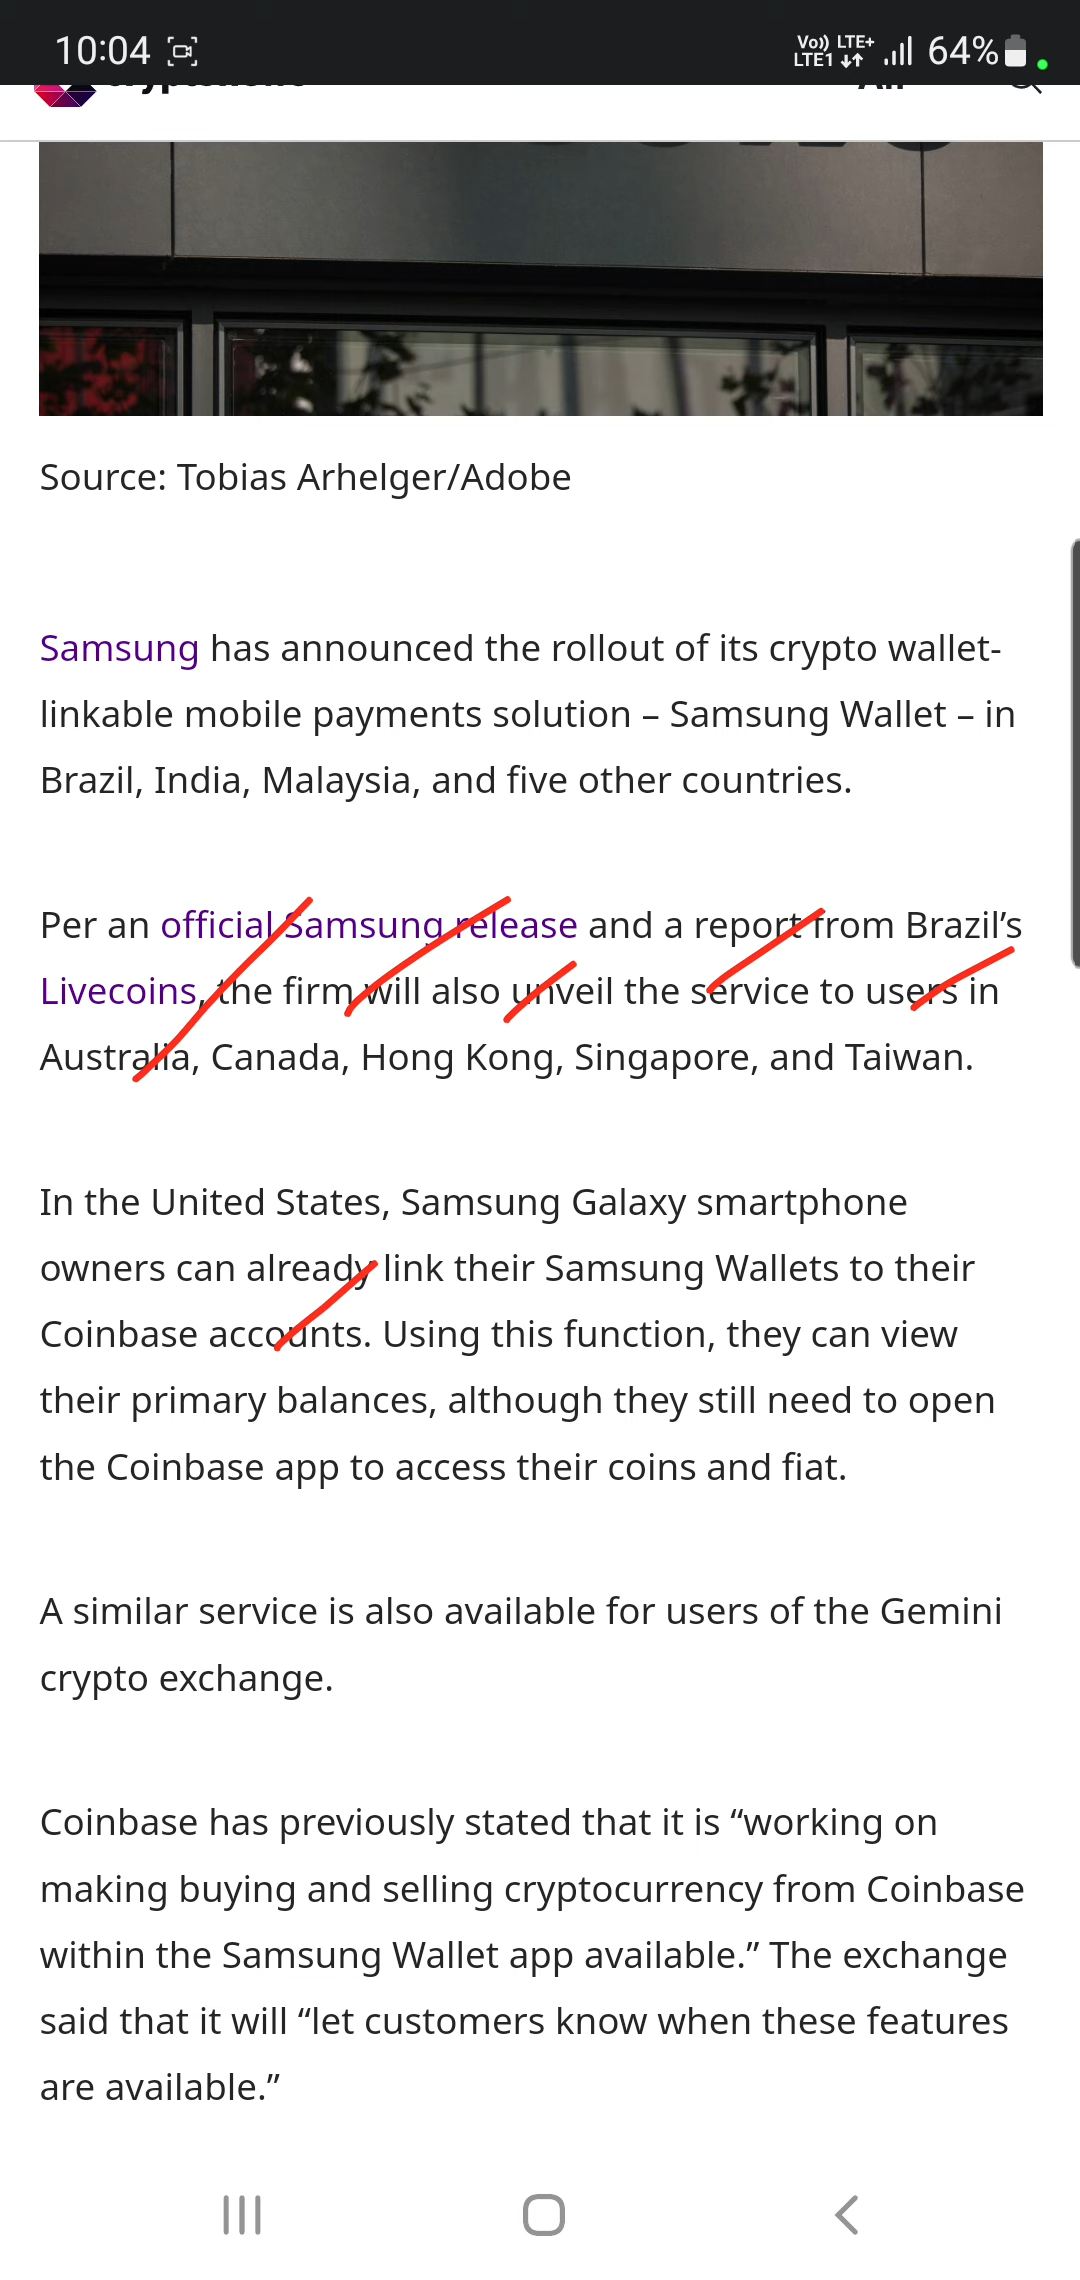 10:04
Vo)) LTE+
LTE1
64%
Source: Tobias Arhelger/Adobe
Samsung has announced the rollout of its crypto wallet-
linkable mobile payments solution – Samsung Wallet – in
Brazil, India, Malaysia, and five other countries.
Per an official Samsung release and a report from Brazil’s
Livecoins, the firm will also unveil the service to users in
Australia, Canada, Hong Kong, Singapore, and Taiwan.
In the United States, Samsung Galaxy smartphone
owners can already link their Samsung Wallets to their
Coinbase accounts. Using this function, they can view
their primary balances, although they still need to open
the Coinbase app to access their coins and fiat.
A similar service is also available for users of the Gemini
crypto exchange.
Coinbase has previously stated that it is “working on
making buying and selling cryptocurrency from Coinbase
within the Samsung Wallet app available.” The exchange
said that it will “let customers know when these features
are available.”